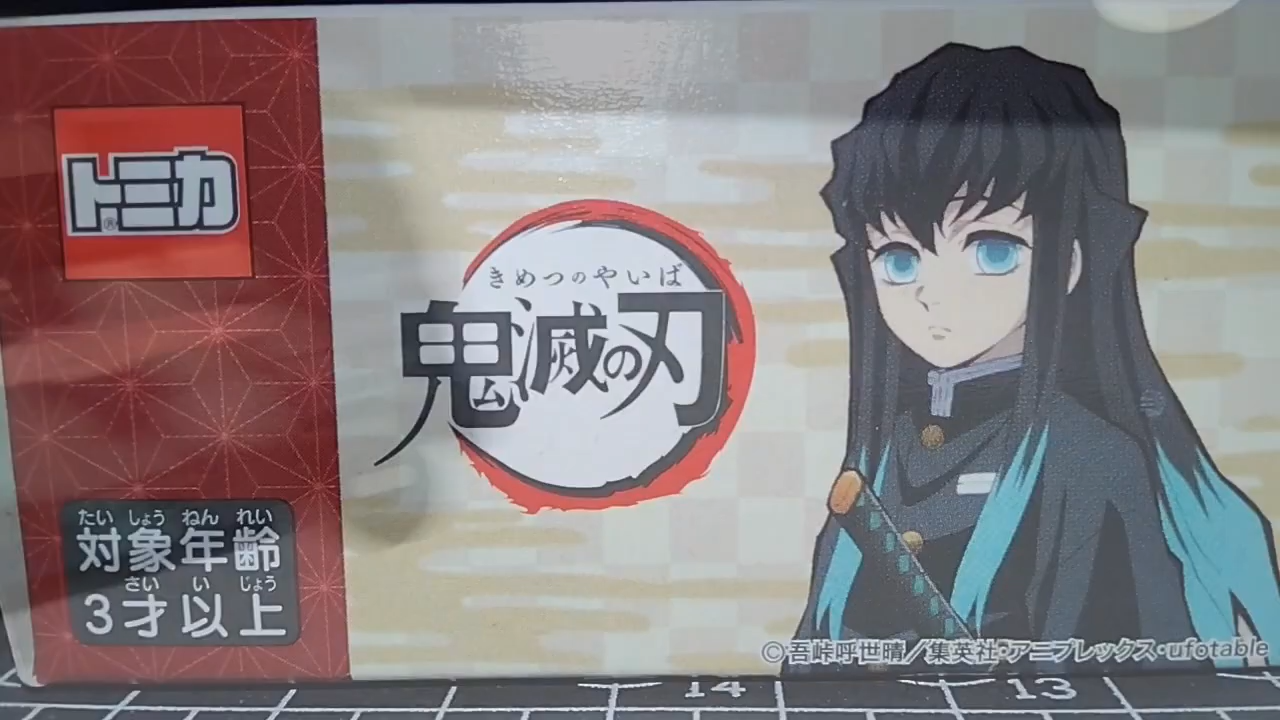 トミカ
®
きめつのやいば
鬼滅の刃
たい しょう ねん れい
対象年齢
さい い じょう
3才以上
©吾峠呼世晴／集英社・アニプレックス・ufotable
14
13